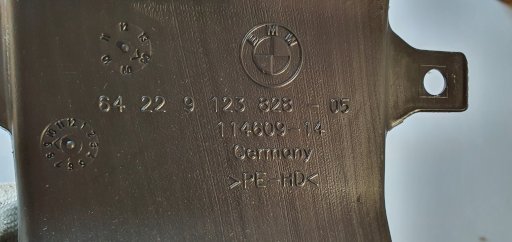 BMW
64 22 9 123 828 - 05
114609-14
Germany
>PE-HD<